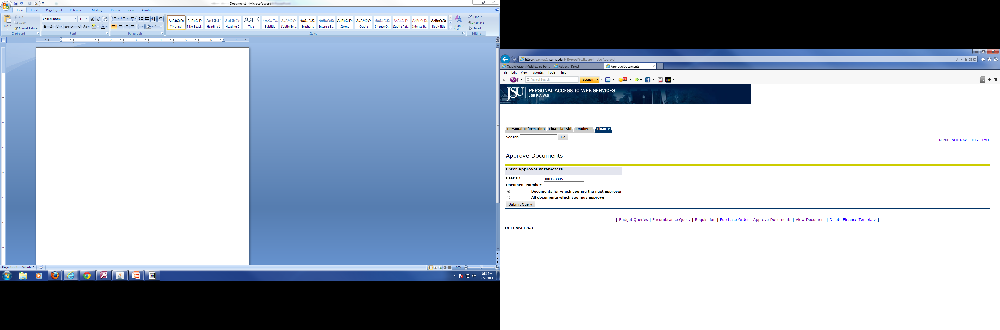 Document1 - Microsoft Word
Home Insert Page Layout References Mailings Review View Acrobat
Paste
Cut
Copy
Format Painter
Clipboard
Calibri (Body) 11
Font
Paragraph
AaBbCcDc AaBbCcDc AaBbCc AaBbCc AaB AaBbCc. AaBbCcDc AaBbCcDc AaBbCcDc AaBbCcDc AaBbCcDc AaBbCcDc AaBbCcDc AaBbCcDc AaBbCcDc
¶ Normal ¶ No Spaci... Heading 1 Heading 2 Title Subtitle Subtle Em... Emphasis Intense E... Strong Quote Intense Q... Subtle Ref... Intense R... Book Title
Change Styles
Styles
Find
Replace
Select
Editing
Page: 1 of 1 Words: 0
100%
1:38 PM
7/2/2013
https://banweb1.jsums.edu:4446/prod/bwfkuapp.P_UserApproval
Oracle Fusion Middleware For... Advent | Direct Approve Documents
File Edit View Favorites Tools Help
Y! Yahoo! Search SEARCH
JSU PERSONAL ACCESS TO WEB SERVICES
1877 JSU P.A.W.S
Personal Information Financial Aid Employee Finance
Search Go
MENU SITE MAP HELP EXIT
Approve Documents
Enter Approval Parameters
User ID J00128805
Document Number:
Documents for which you are the next approver
All documents which you may approve
Submit Query
[ Budget Queries | Encumbrance Query | Requisition | Purchase Order | Approve Documents | View Document | Delete Finance Template ]
RELEASE: 8.3